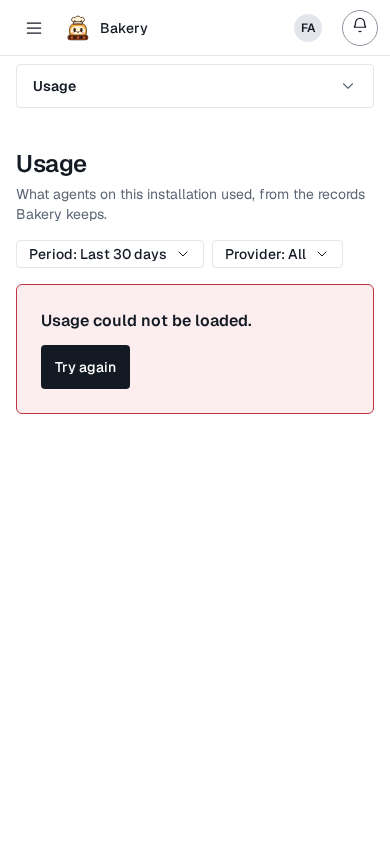 Bakery
FA
Usage
Usage
What agents on this installation used, from the records
Bakery keeps.
Period: Last 30 days
Provider: All
Usage could not be loaded.
Try again